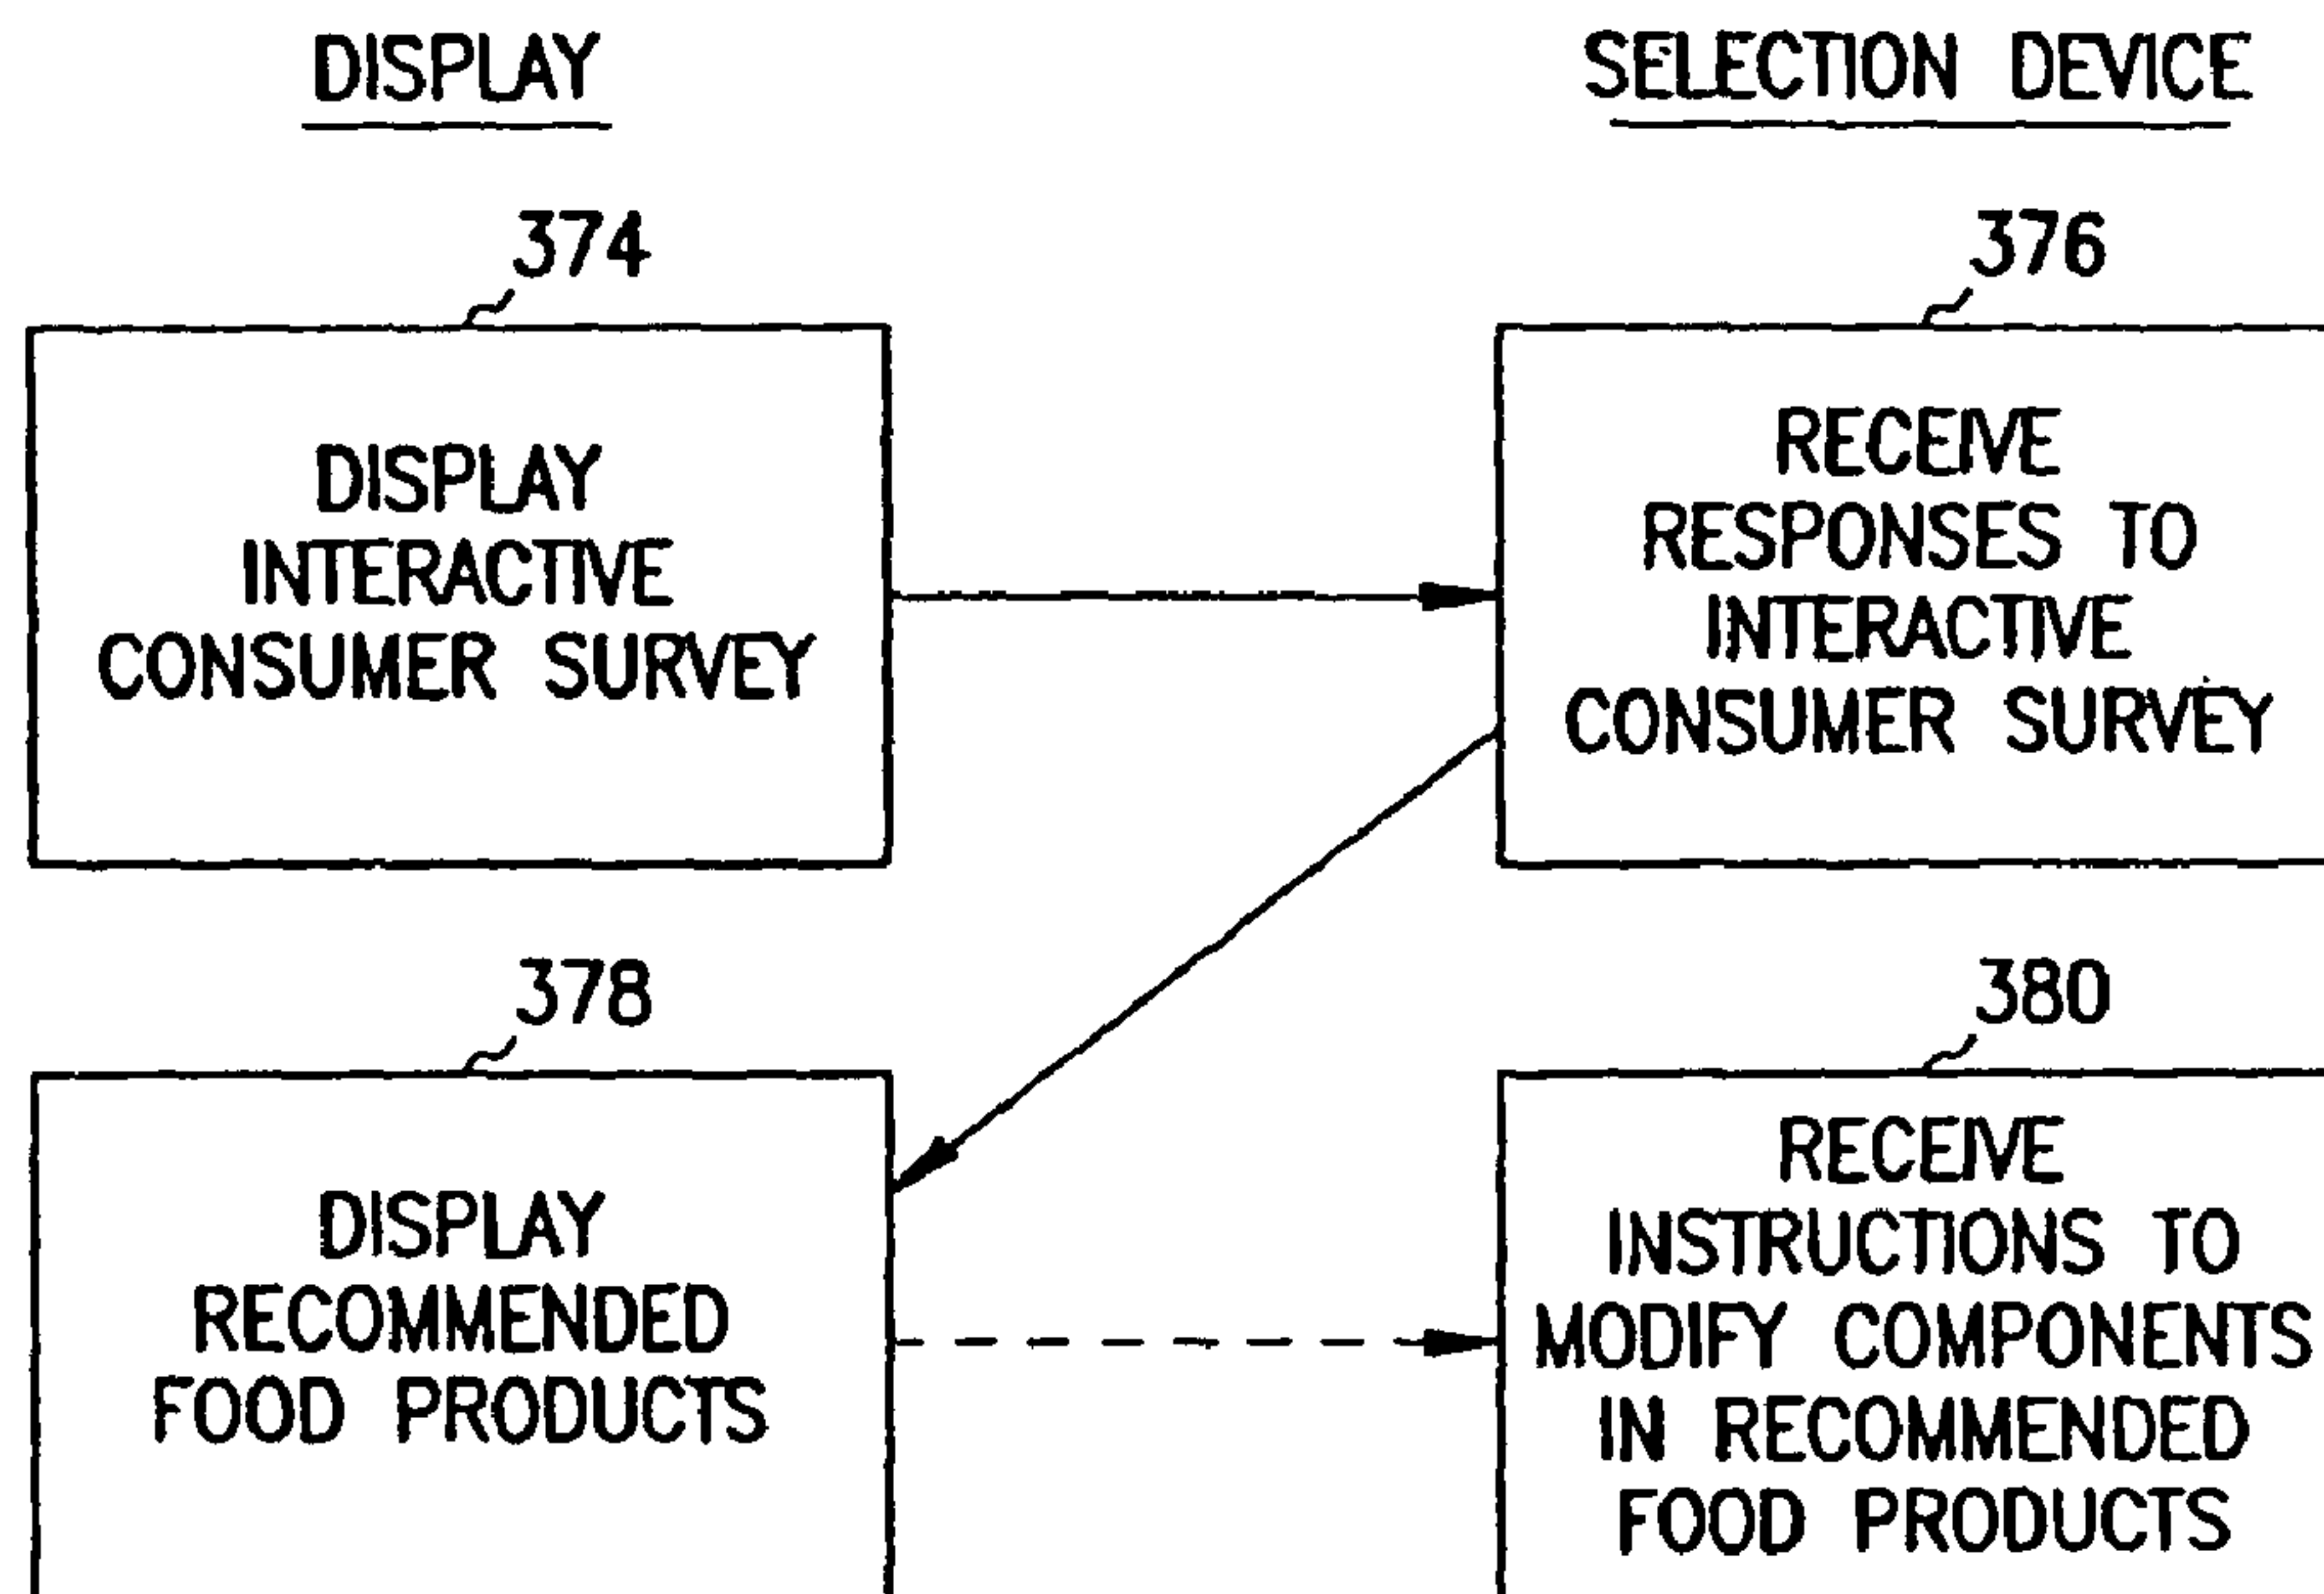 DISPLAY
SELECTION DEVICE
374
DISPLAY
INTERACTIVE
CONSUMER SURVEY
376
RECEIVE
RESPONSES TO
INTERACTIVE
CONSUMER SURVEY
378
DISPLAY
RECOMMENDED
FOOD PRODUCTS
380
RECEIVE
INSTRUCTIONS TO
MODIFY COMPONENTS
IN RECOMMENDED
FOOD PRODUCTS